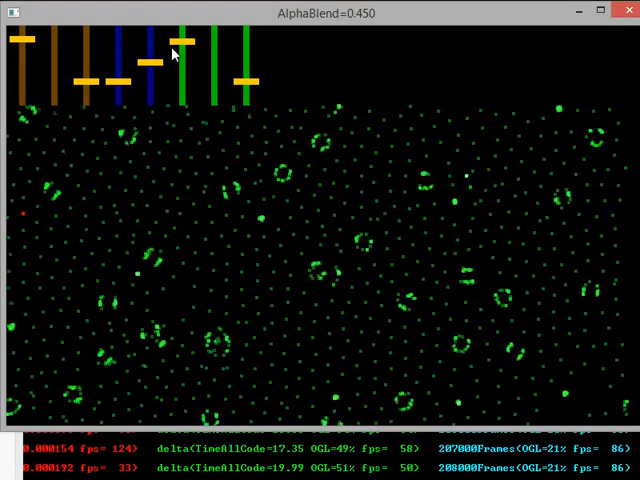 AlphaBlend=0.450
0.000154 fps= 124) delta(TimeAllCode=17.35 OGL=49% fps= 58) 207000Frames(OGL=21% fps= 86)
0.000192 fps= 33) delta(TimeAllCode=19.99 OGL=51% fps= 50) 208000Frames(OGL=21% fps= 86)